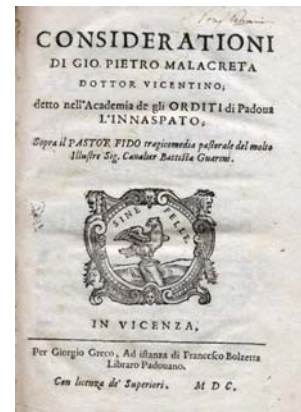 CONSIDERATIONI
DI GIO. PIETRO MALACRETA
DOTTOR VICENTINO;
detto nell'Academia de gli ORDITI di Padoua
L'INNASPATO;
Sopra il PASTOR FIDO tragicomedia pastorale del molto
Illustre Sig. Caualier Battista Guarini.
SINE
IN VICENZA,
Per Giorgio Greco, Ad istanza di Francesco Bolzetta
Libraro Padouano.
Con licenza de' Superiori. M D C.